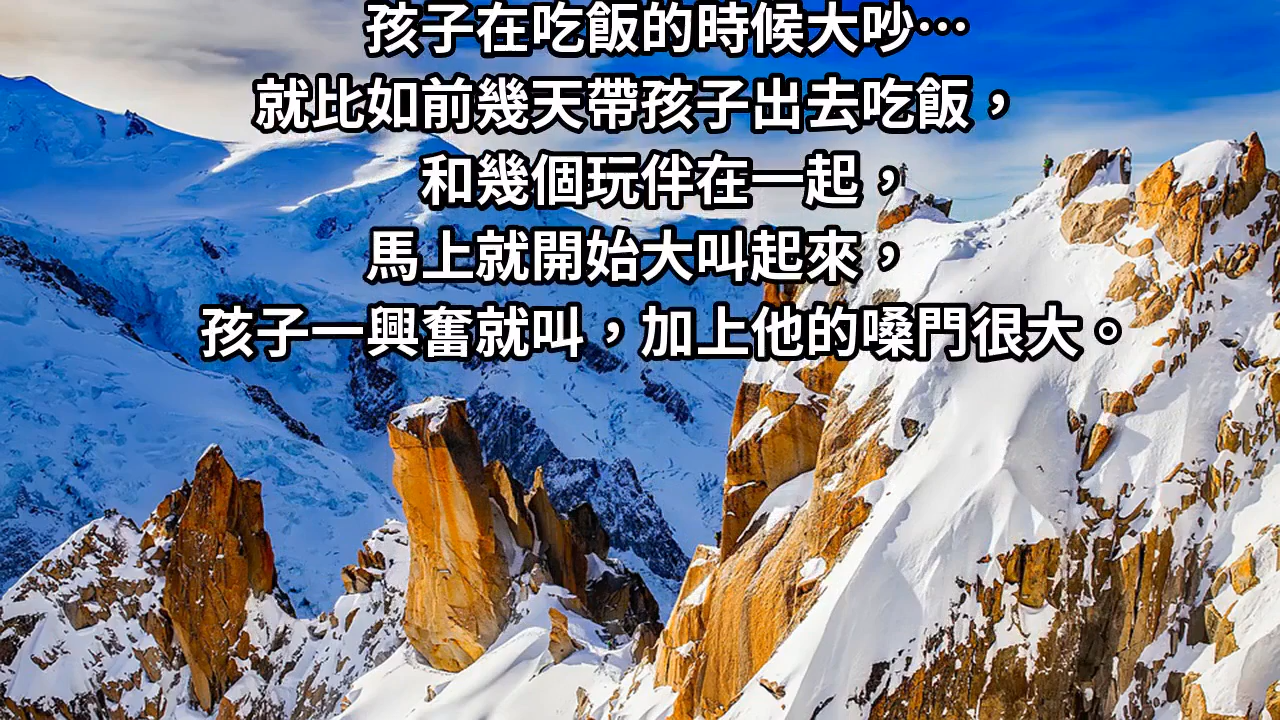 孩子在吃飯的時候大吵…
就比如前幾天帶孩子出去吃飯，
和幾個玩伴在一起，
馬上就開始大叫起來，
孩子一興奮就叫，加上他的嗓門很大。